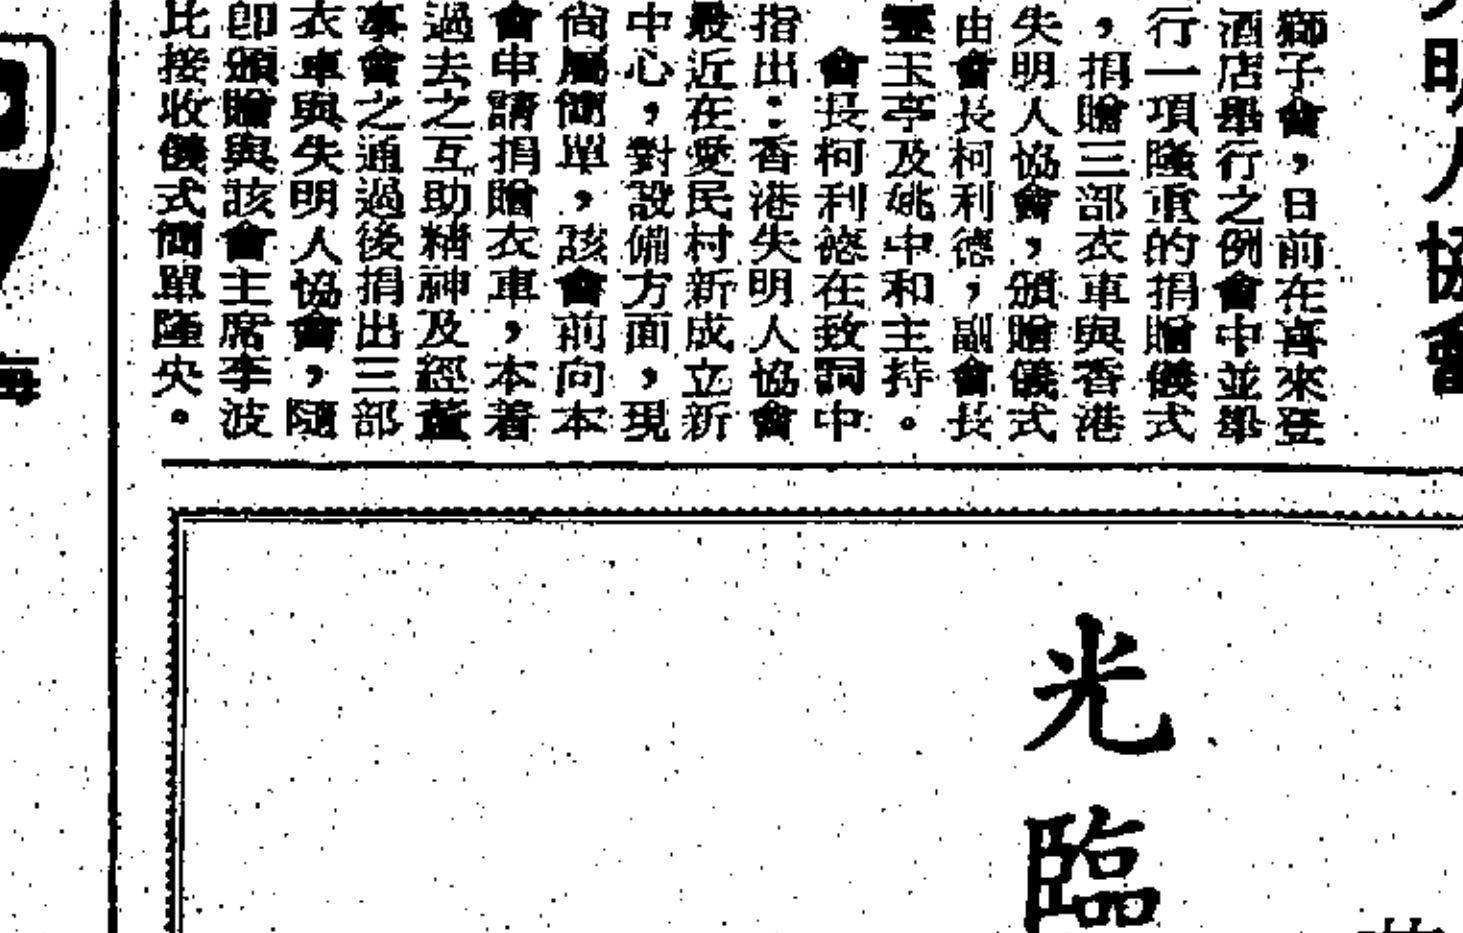 明人協會
獅子會，日前在喜來登
酒店舉行之例會中並舉
行一項隆重的捐贈儀式
，捐贈三部衣車與香港
失明人協會，頒贈儀式
由會長柯利德，副會長
玉亭及姚中和主持。
會長柯利德在致詞中
指出：香港失明人協會
最近在愛民村新成立新
中心，對設備方面，現
尚屬簡單，該會前向本
會申請捐贈衣車，本着
過去之互助精神及經董
事會之通過後捐出三部
衣車與失明人協會，隨
即頒贈與該會主席李波
比接收儀式簡單隆央。
光臨